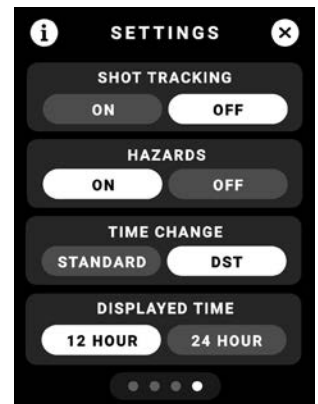 i SETTINGS ×
SHOT TRACKING
ON OFF
HAZARDS
ON OFF
TIME CHANGE
STANDARD DST
DISPLAYED TIME
12 HOUR 24 HOUR